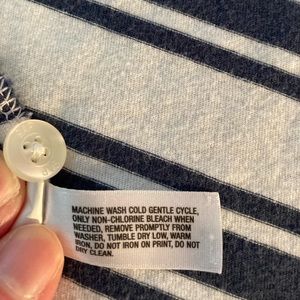 MACHINE WASH COLD GENTLE CYCLE,
ONLY NON-CHLORINE BLEACH WHEN
NEEDED, REMOVE PROMPTLY FROM
WASHER, TUMBLE DRY LOW, WARM
IRON, DO NOT IRON ON PRINT, DO NOT
DRY CLEAN.